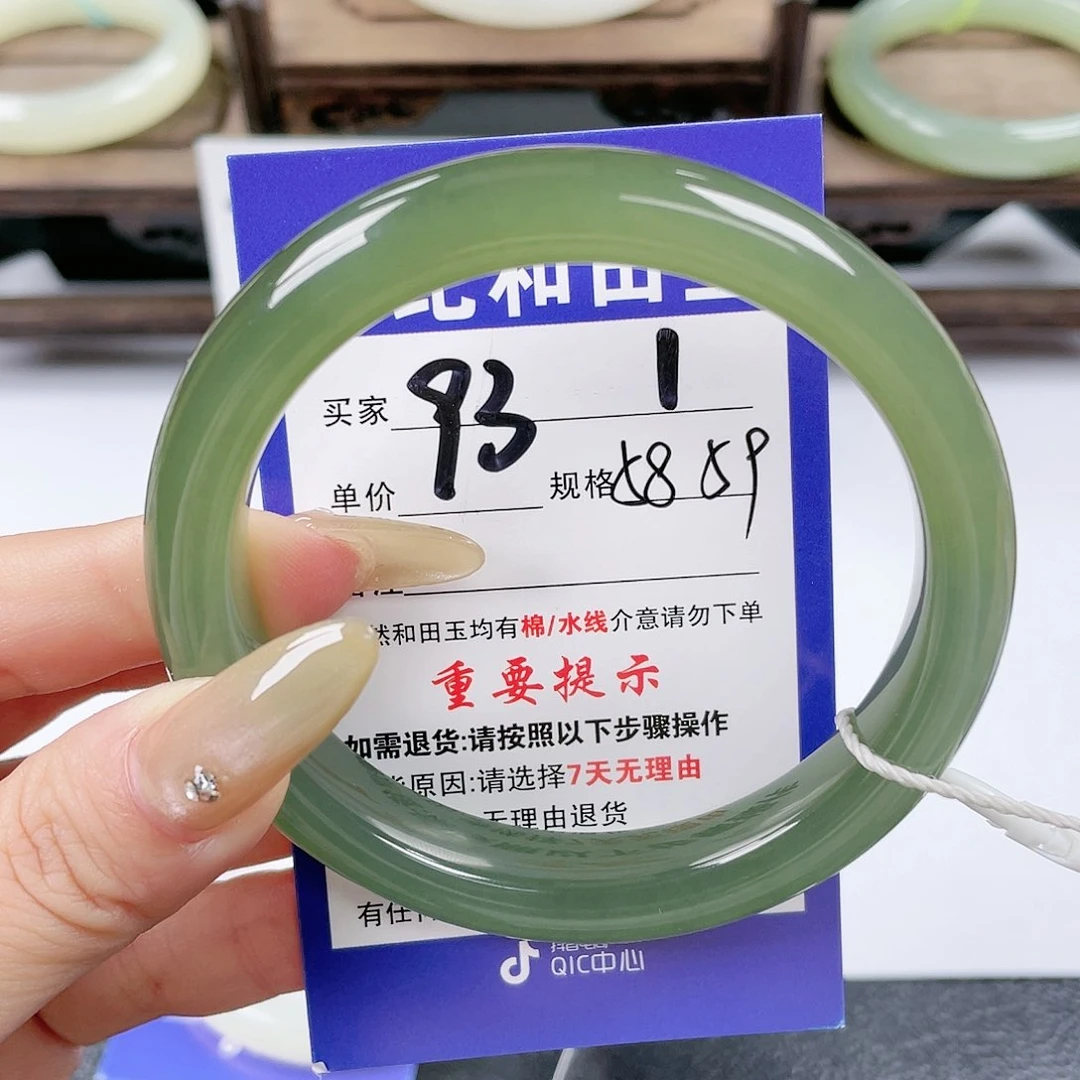 和田
93 1
买家
单价 规格 58 59
然和田玉均有棉/水线介意请勿下单
重要提示
如需退货:请按照以下步骤操作
原因:请选择7天无理由
无理由退货
有任
QIC中心